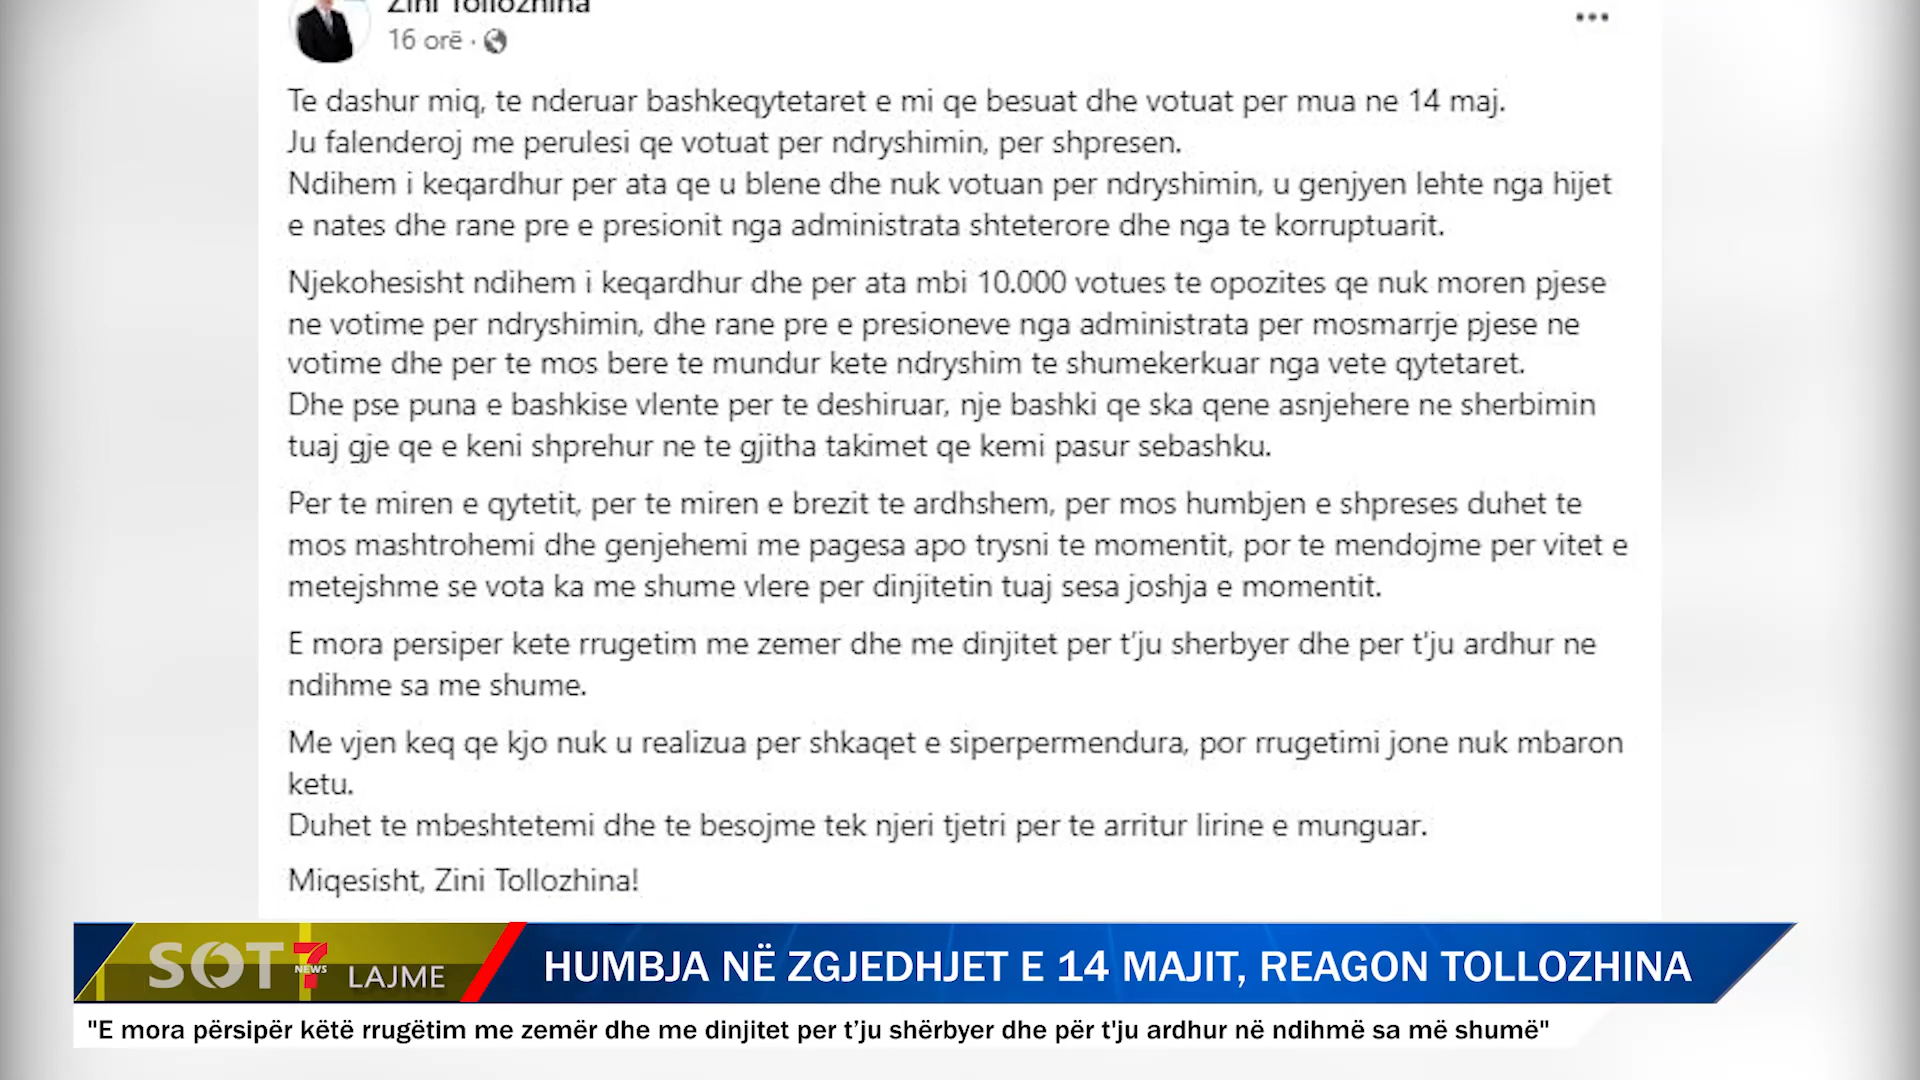 Zini Tollozhina
16 orë ·
Te dashur miq, te nderuar bashkeqytetaret e mi qe besuat dhe votuat per mua ne 14 maj.
Ju falenderoj me perulesi qe votuat per ndryshimin, per shpresen.
Ndihem i keqardhur per ata qe u blene dhe nuk votuan per ndryshimin, u genjyen lehte nga hijet
e nates dhe rane pre e presionit nga administrata shteterore dhe nga te korruptuarit.
Njekohesisht ndihem i keqardhur dhe per ata mbi 10.000 votues te opozites qe nuk moren pjese
ne votime per ndryshimin, dhe rane pre e presioneve nga administrata per mosmarrje pjese ne
votime dhe per te mos bere te mundur kete ndryshim te shumekerkuar nga vete qytetaret.
Dhe pse puna e bashkise vlente per te deshiruar, nje bashki qe ska qene asnjehere ne sherbimin
tuaj gje qe e keni shprehur ne te gjitha takimet qe kemi pasur sebashku.
Per te miren e qytetit, per te miren e brezit te ardhshem, per mos humbjen e shpreses duhet te
mos mashtrohemi dhe genjehemi me pagesa apo trysni te momentit, por te mendojme per vitet e
metejshme se vota ka me shume vlere per dinjitetin tuaj sesa joshja e momentit.
E mora persiper kete rrugetim me zemer dhe me dinjitet per t'ju sherbyer dhe per t'ju ardhur ne
ndihme sa me shume.
Me vjen keq qe kjo nuk u realizua per shkaqet e siperpermendura, por rrugetimi jone nuk mbaron
ketu.
Duhet te mbeshtetemi dhe te besojme tek njeri tjetri per te arritur lirine e munguar.
Miqesisht, Zini Tollozhina!
SOT 7 NEWS LAJME
HUMBJA NË ZGJEDHJET E 14 MAJIT, REAGON TOLLOZHINA
"E mora përsipër këtë rrugëtim me zemër dhe me dinjitet per t’ju shërbyer dhe për t'ju ardhur në ndihmë sa më shumë"